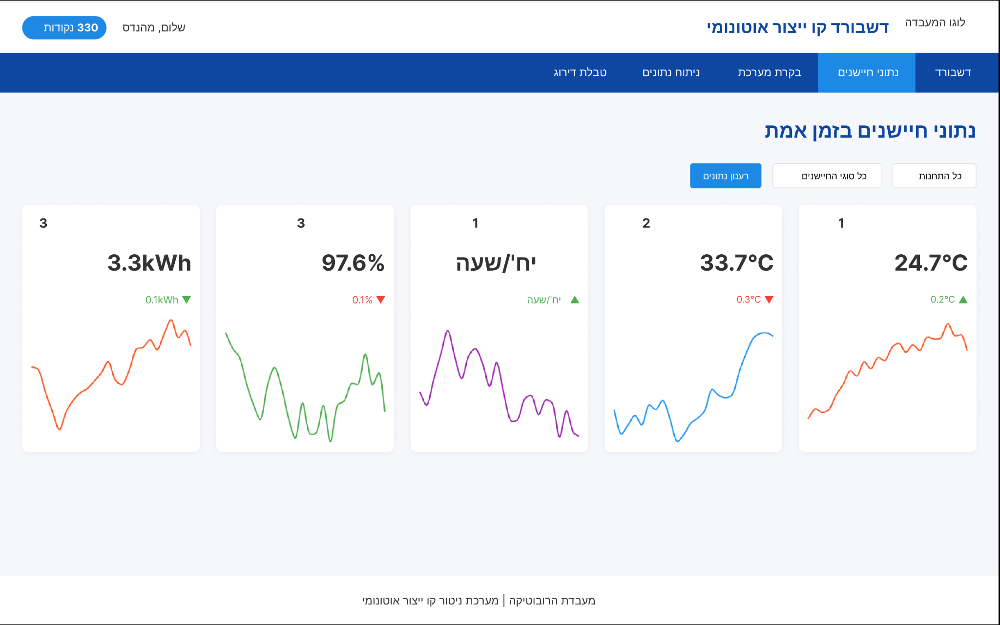 לוגו המעבדה
דשבורד קו ייצור אוטונומי
שלום, מהנדס
330 נקודות
דשבורד
נתוני חיישנים
בקרת מערכת
ניתוח נתונים
טבלת דירוג
נתוני חיישנים בזמן אמת
כל התחנות
כל סוגי החיישנים
רענון נתונים
1
24.7°C
▲ 0.2°C
2
33.7°C
▼ 0.3°C
1
יח'/שעה
▲ יח'/שעה
3
97.6%
▼ 0.1%
3
3.3kWh
▼ 0.1kWh
מעבדת הרובוטיקה | מערכת ניטור קו ייצור אוטונומי